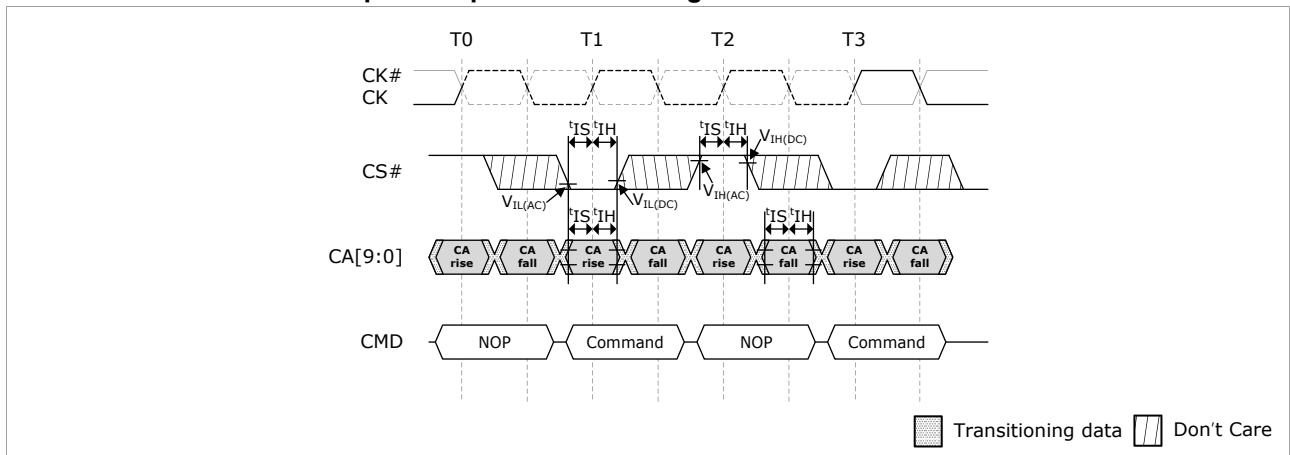 T0 T1 T2 T3
CK#
CK
tIS tIH tIS tIH
VIH(DC)
CS#
VIL(AC) VIL(DC) VIH(AC)
tIS tIH tIS tIH
CA[9:0] CA rise CA fall CA rise CA fall CA rise CA fall CA rise CA fall
CMD NOP Command NOP Command
Transitioning data Don't Care